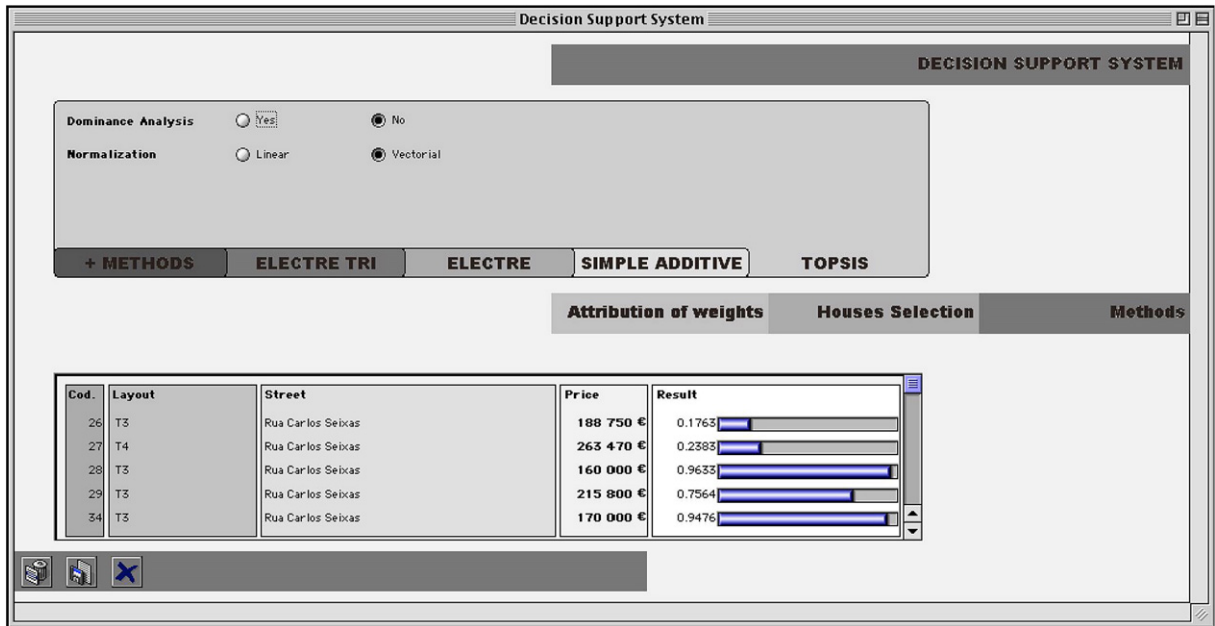 Decision Support System
DECISION SUPPORT SYSTEM
Dominance Analysis Yes No
Normalization Linear Vectorial
+ METHODS ELECTRE TRI ELECTRE SIMPLE ADDITIVE TOPSIS
Attribution of weights Houses Selection Methods
Cod. Layout Street Price Result
26 T3 Rua Carlos Seixas 188 750 € 0.1763
27 T4 Rua Carlos Seixas 263 470 € 0.2383
28 T3 Rua Carlos Seixas 160 000 € 0.9633
29 T3 Rua Carlos Seixas 215 800 € 0.7564
34 T3 Rua Carlos Seixas 170 000 € 0.9476